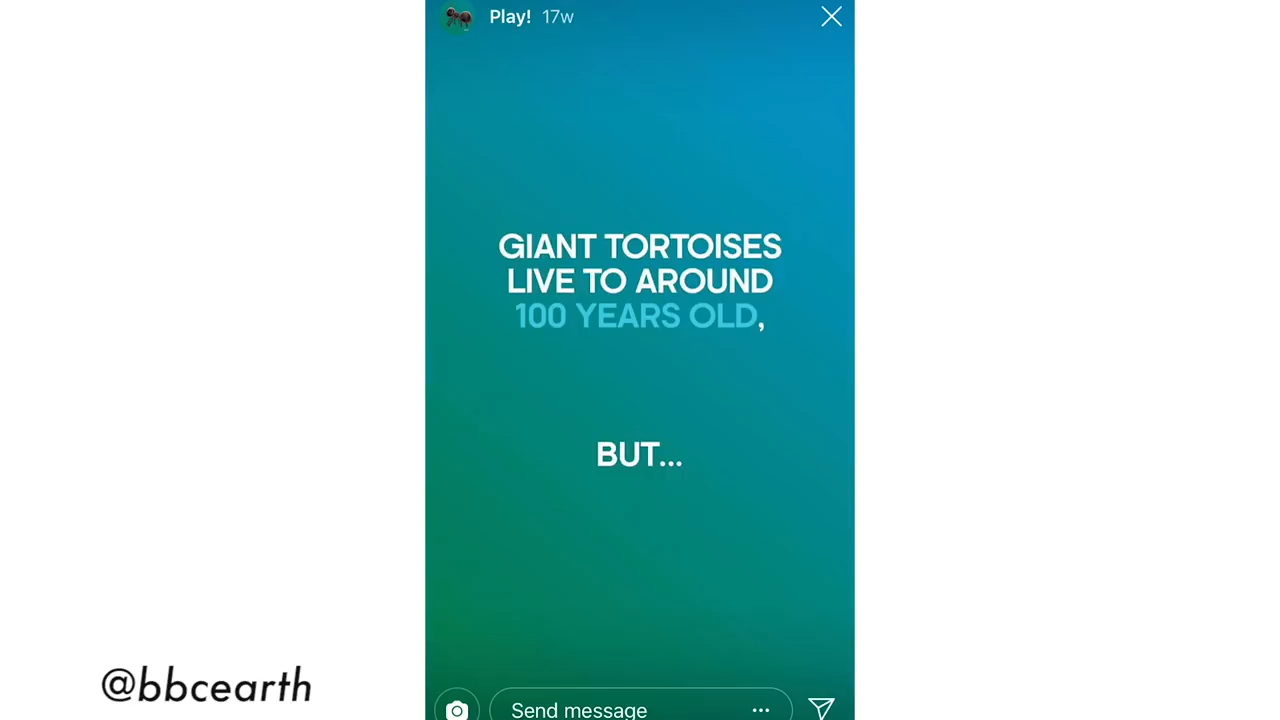 Play! 17w
GIANT TORTOISES
LIVE TO AROUND
100 YEARS OLD,
BUT...
@bbcearth
Send message